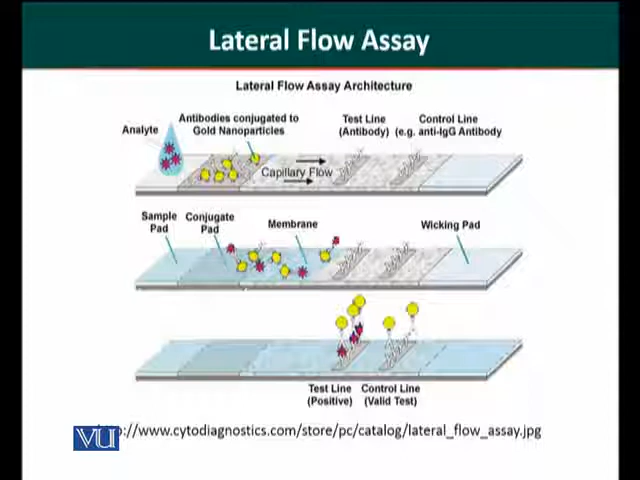 Lateral Flow Assay
Lateral Flow Assay Architecture
Analyte
Antibodies conjugated to
Gold Nanoparticles
Test Line
(Antibody)
Control Line
(e.g. anti-IgG Antibody
Capillary Flow
Sample
Pad
Conjugate
Pad
Membrane
Wicking Pad
Test Line
(Positive)
Control Line
(Valid Test)
VU
://www.cytodiagnostics.com/store/pc/catalog/lateral_flow_assay.jpg